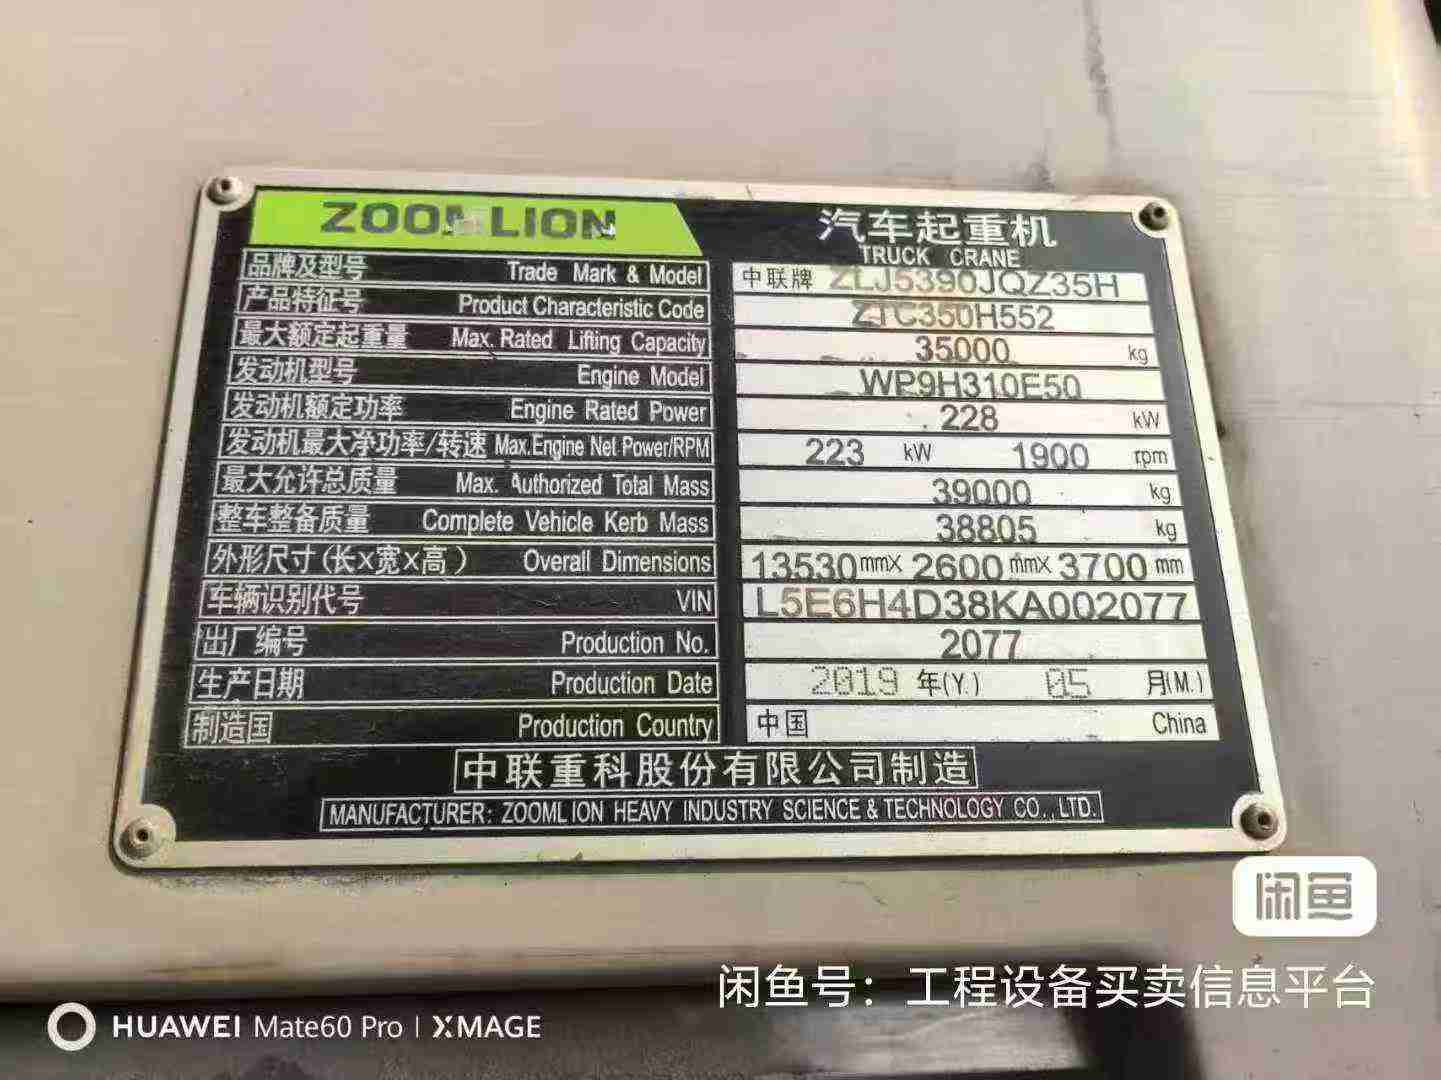 ZOOMLION
汽车起重机
TRUCK CRANE
品牌及型号 Trade Mark & Model 中联牌 ZLJ5390JQZ35H
产品特征号 Product Characteristic Code ZTC350H552
最大额定起重量 Max. Rated Lifting Capacity 35000 kg
发动机型号 Engine Model WP9H310E50
发动机额定功率 Engine Rated Power 228 kW
发动机最大净功率/转速 Max.Engine Net Power/RPM 223 kW 1900 rpm
最大允许总质量 Max. Authorized Total Mass 39000 kg
整车整备质量 Complete Vehicle Kerb Mass 38805 kg
外形尺寸(长×宽×高) Overall Dimensions 13530mm× 2600mm× 3700mm
车辆识别代号 VIN L5E6H4D38KA002077
出厂编号 Production No. 2077
生产日期 Production Date 2019 年(Y.) 05 月(M.)
制造国 Production Country 中国 China
中联重科股份有限公司制造
MANUFACTURER: ZOOMLION HEAVY INDUSTRY SCIENCE & TECHNOLOGY CO.,LTD.
闲鱼
闲鱼号：工程设备买卖信息平台
HUAWEI Mate60 Pro | XMAGE